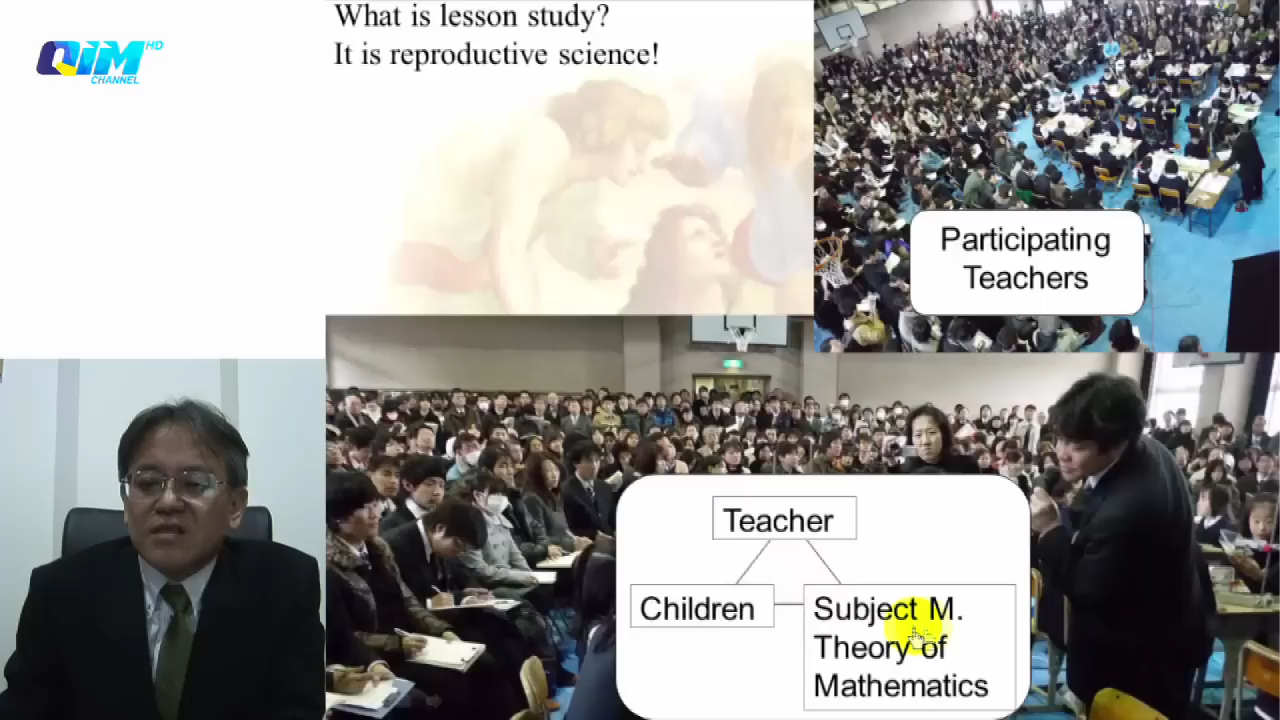 QIM HD
CHANNEL
What is lesson study?
It is reproductive science!
Participating
Teachers
Teacher
Children
Subject M.
Theory of
Mathematics